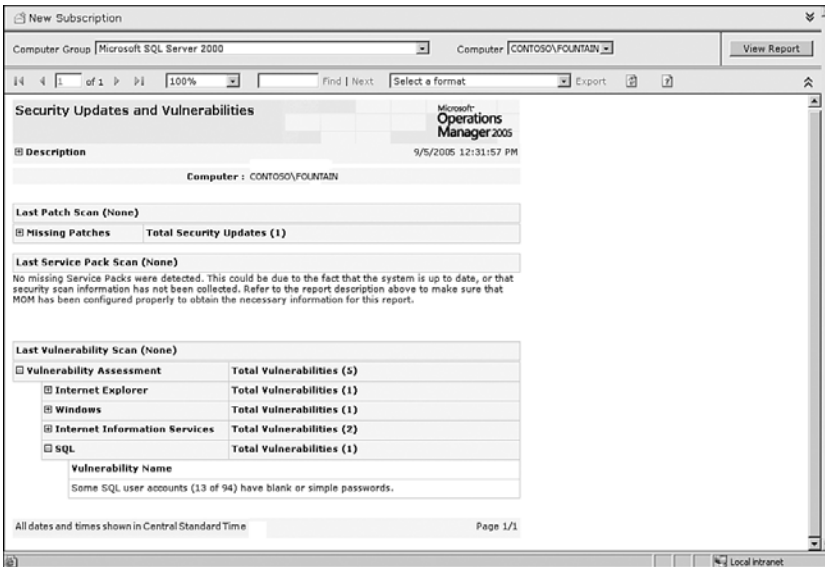 New Subscription
Computer Group Microsoft SQL Server 2000 Computer CONTOSO\FOUNTAIN View Report
1 of 1 100% Find | Next Select a format Export
Security Updates and Vulnerabilities
Microsoft
Operations
Manager 2005
Description 9/5/2005 12:31:57 PM
Computer : CONTOSO\FOUNTAIN
Last Patch Scan (None)
Missing Patches Total Security Updates (1)
Last Service Pack Scan (None)
No missing Service Packs were detected. This could be due to the fact that the system is up to date, or that
security scan information has not been collected. Refer to the report description above to make sure that
MOM has been configured properly to obtain the necessary information for this report.
Last Vulnerability Scan (None)
Vulnerability Assessment Total Vulnerabilities (5)
Internet Explorer Total Vulnerabilities (1)
Windows Total Vulnerabilities (1)
Internet Information Services Total Vulnerabilities (2)
SQL Total Vulnerabilities (1)
Vulnerability Name
Some SQL user accounts (13 of 94) have blank or simple passwords.
All dates and times shown in Central Standard Time Page 1/1
Local intranet